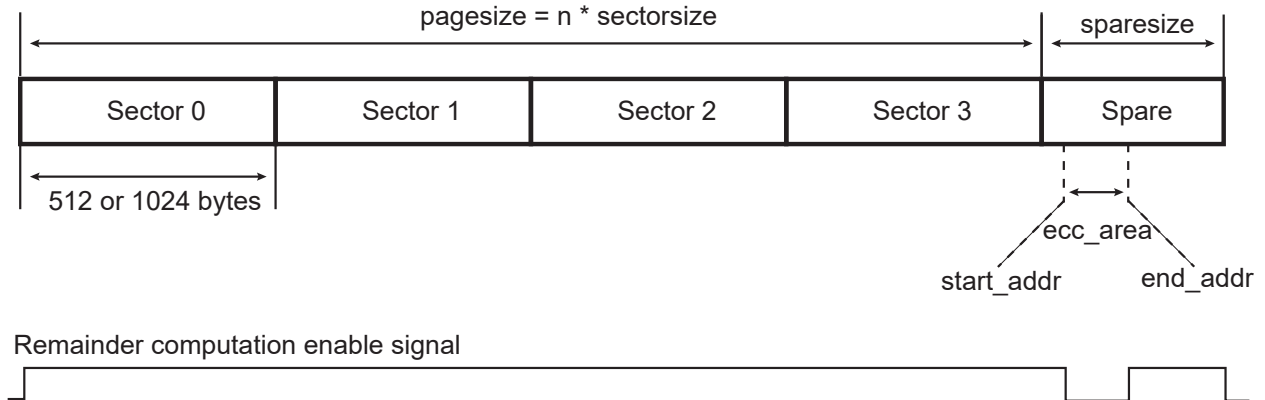 pagesize = n * sectorsize
sparesize
Sector 0
Sector 1
Sector 2
Sector 3
Spare
512 or 1024 bytes
ecc_area
start_addr
end_addr
Remainder computation enable signal